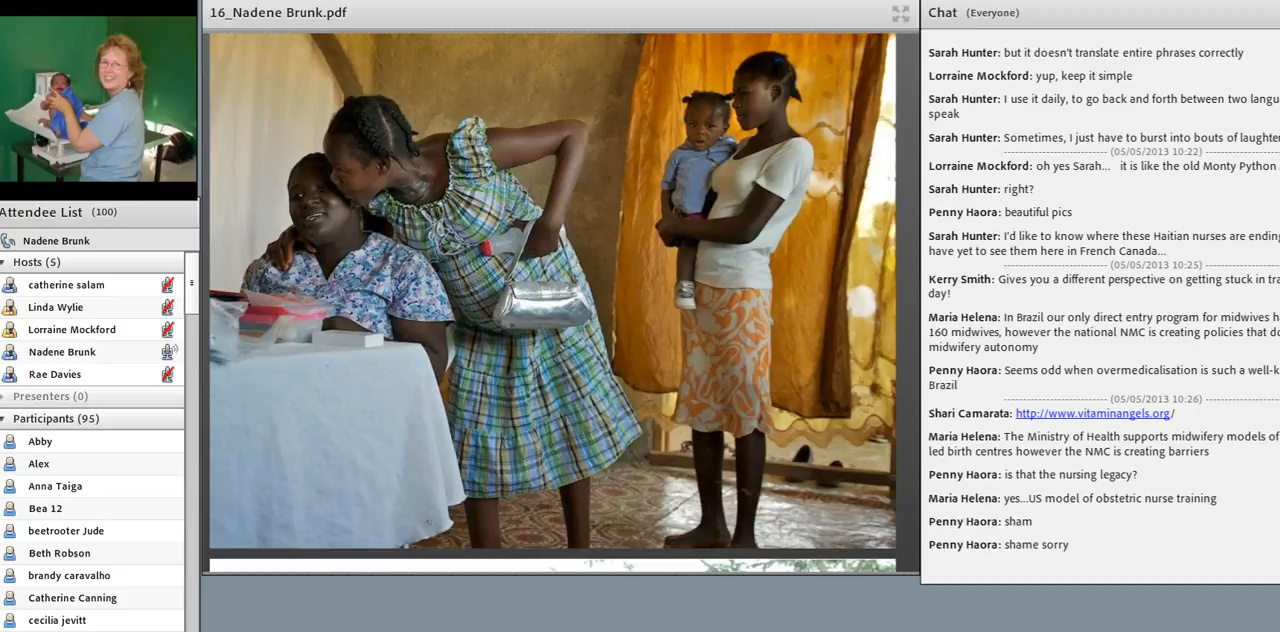 16_Nadene Brunk.pdf
Attendee List (100)
Nadene Brunk
Hosts (5)
catherine salam
Linda Wylie
Lorraine Mockford
Nadene Brunk
Rae Davies
Presenters (0)
Participants (95)
Abby
Alex
Anna Taiga
Bea 12
beetrooter Jude
Beth Robson
brandy caravalho
Catherine Canning
cecilia jevitt
Chat (Everyone)
Sarah Hunter: but it doesn't translate entire phrases correctly
Lorraine Mockford: yup, keep it simple
Sarah Hunter: I use it daily, to go back and forth between two langu
speak
Sarah Hunter: Sometimes, I just have to burst into bouts of laughte
(05/05/2013 10:22)
Lorraine Mockford: oh yes Sarah... it is like the old Monty Python
Sarah Hunter: right?
Penny Haora: beautiful pics
Sarah Hunter: I'd like to know where these Haitian nurses are ending
have yet to see them here in French Canada...
(05/05/2013 10:25)
Kerry Smith: Gives you a different perspective on getting stuck in tra
day!
Maria Helena: In Brazil our only direct entry program for midwives h
160 midwives, however the national NMC is creating policies that do
midwifery autonomy
Penny Haora: Seems odd when overmedicalisation is such a well-k
Brazil
(05/05/2013 10:26)
Shari Camarata: http://www.vitaminangels.org/
Maria Helena: The Ministry of Health supports midwifery models of
led birth centres however the NMC is creating barriers
Penny Haora: is that the nursing legacy?
Maria Helena: yes...US model of obstetric nurse training
Penny Haora: sham
Penny Haora: shame sorry